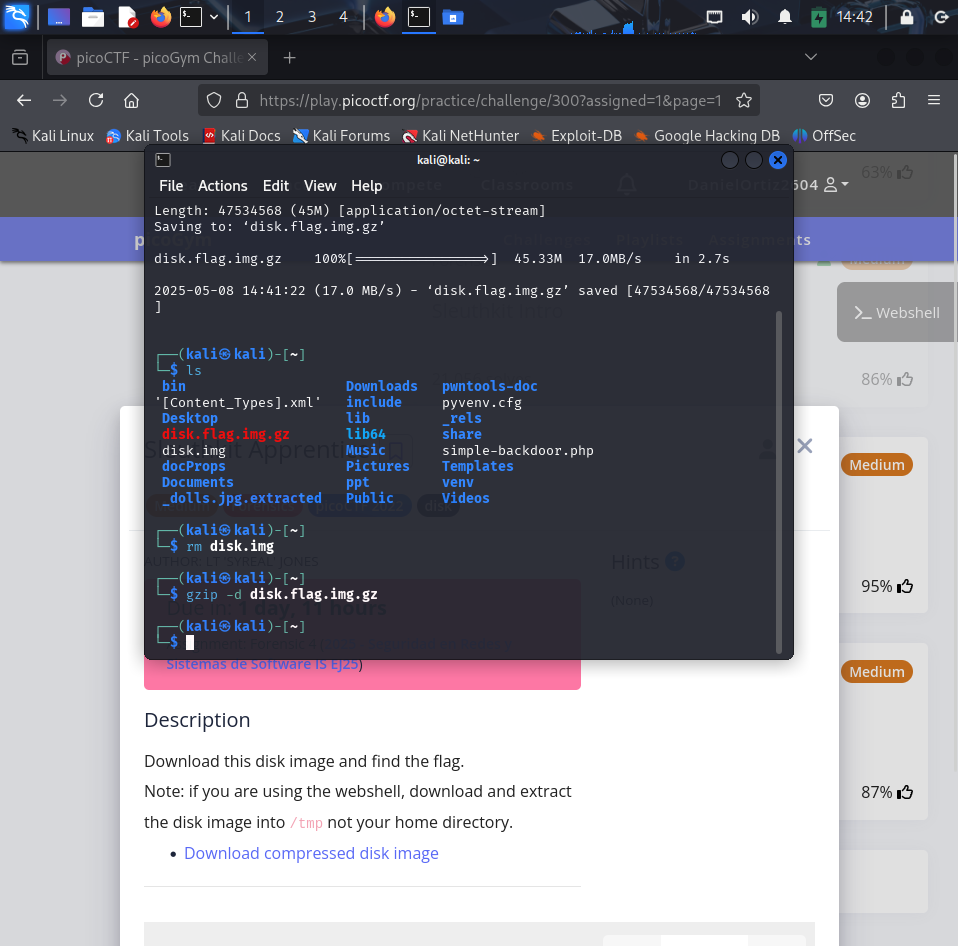 1 2 3 4 14:42
picoCTF - picoGym Challe
https://play.picoctf.org/practice/challenge/300?assigned=1&page=1
Kali Linux Kali Tools Kali Docs Kali Forums Kali NetHunter Exploit-DB Google Hacking DB OffSec
kali@kali: ~
File Actions Edit View Help
Classrooms DanielOrtiz2604 63%
Length: 47534568 (45M) [application/octet-stream]
Saving to: ‘disk.flag.img.gz’
disk.flag.img.gz 100%[================>] 45.33M 17.0MB/s in 2.7s
2025-05-08 14:41:22 (17.0 MB/s) - ‘disk.flag.img.gz’ saved [47534568/47534568
]
Webshell
86%
┌──(kali㉿kali)-[~]
└─$ ls
bin Downloads pwntools-doc
'[Content_Types].xml' include pyvenv.cfg
Desktop lib _rels
disk.flag.img.gz lib64 share
disk.img Music simple-backdoor.php
docProps Pictures Templates
Documents ppt venv
_dolls.jpg.extracted Public Videos
Medium
┌──(kali㉿kali)-[~]
└─$ rm disk.img
┌──(kali㉿kali)-[~]
└─$ gzip -d disk.flag.img.gz
┌──(kali㉿kali)-[~]
└─$
Hints
(None)
95%
Sistemas de Software IS EJ25)
Medium
Description
Download this disk image and find the flag.
Note: if you are using the webshell, download and extract
the disk image into /tmp not your home directory.
87%
• Download compressed disk image